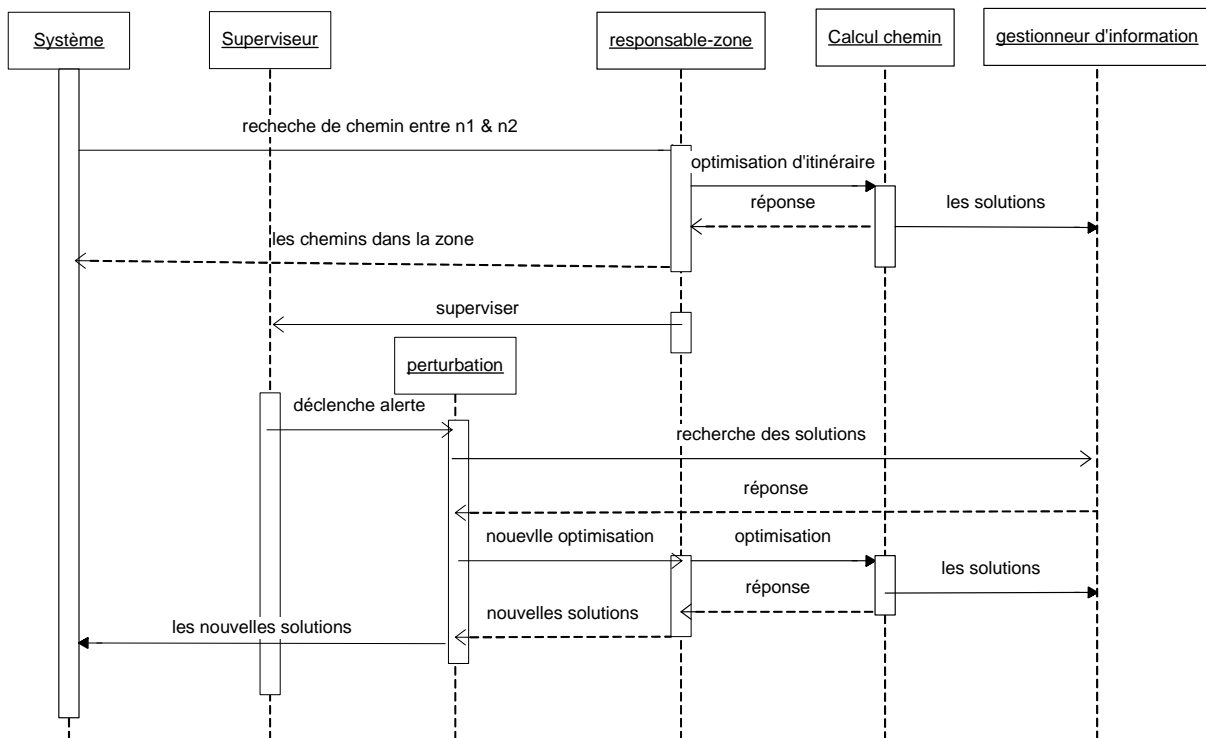 Système
Superviseur
responsable-zone
Calcul chemin
gestionneur d'information
recheche de chemin entre n1 & n2
optimisation d'itinéraire
réponse
les solutions
les chemins dans la zone
superviser
perturbation
déclenche alerte
recherche des solutions
réponse
nouevlle optimisation
optimisation
les solutions
réponse
nouvelles solutions
les nouvelles solutions